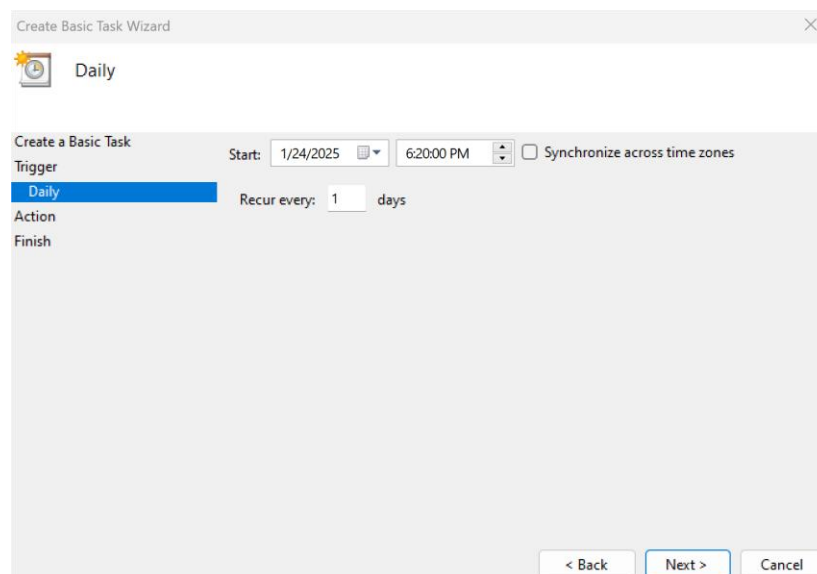 Create Basic Task Wizard
Daily
Create a Basic Task
Trigger
Daily
Action
Finish
Start: 1/24/2025 6:20:00 PM Synchronize across time zones
Recur every: 1 days
< Back Next > Cancel